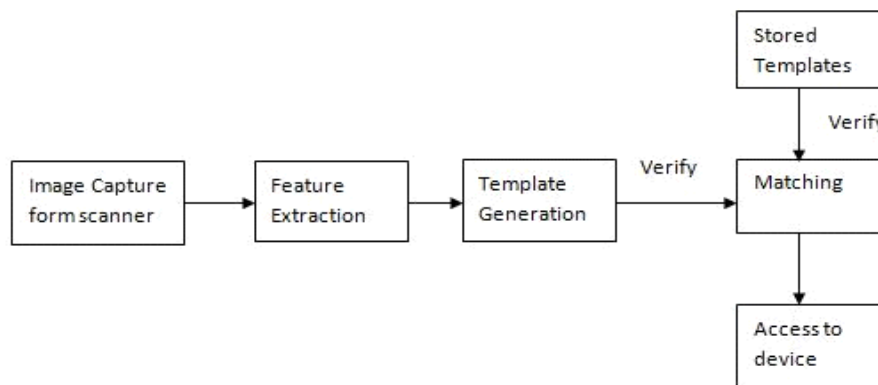 Stored
Templates
Verify
Verify
Image Capture
form scanner
Feature
Extraction
Template
Generation
Matching
Access to
device